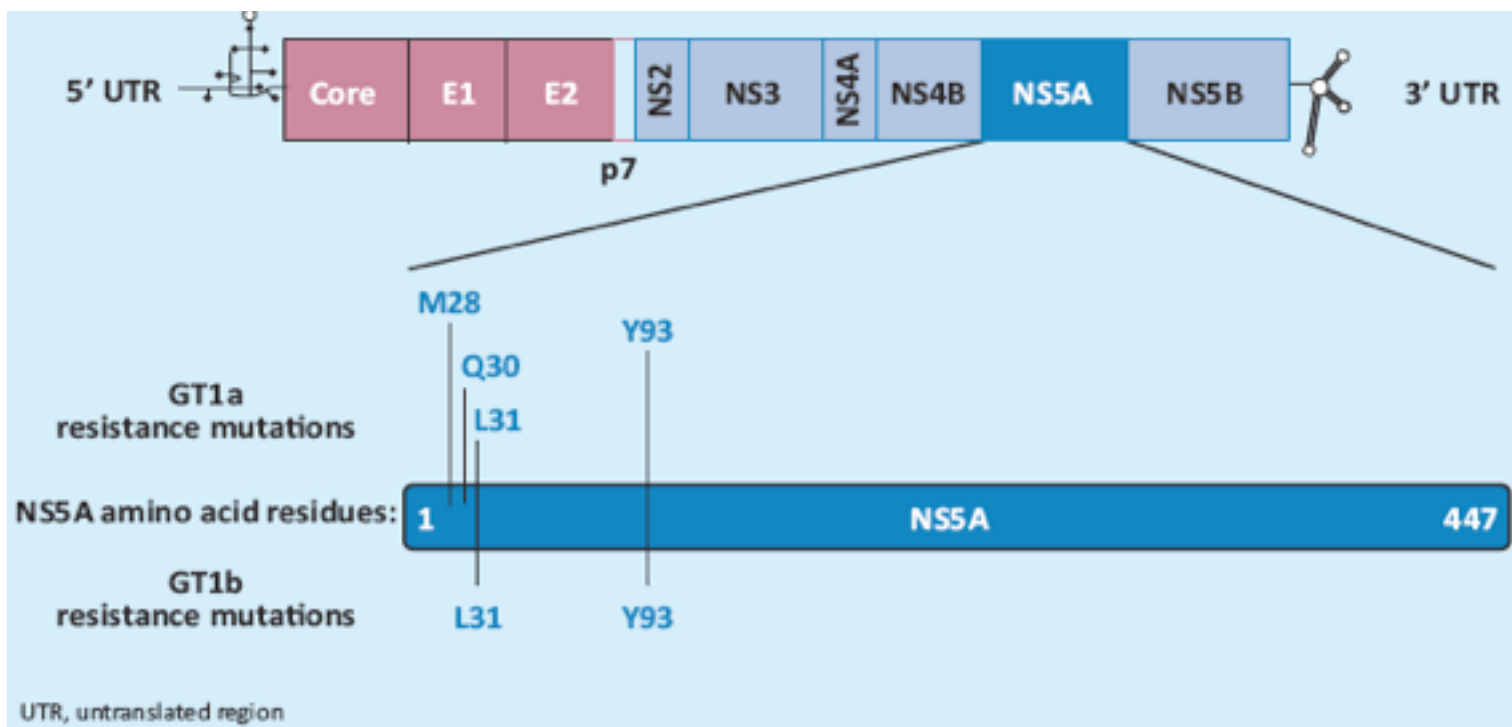 5' UTR
Core
E1
E2
p7
NS2
NS3
NS4A
NS4B
NS5A
NS5B
3' UTR
M28
Y93
Q30
L31
GT1a
resistance mutations
NS5A amino acid residues:
1
NS5A
447
GT1b
resistance mutations
L31
Y93
UTR, untranslated region